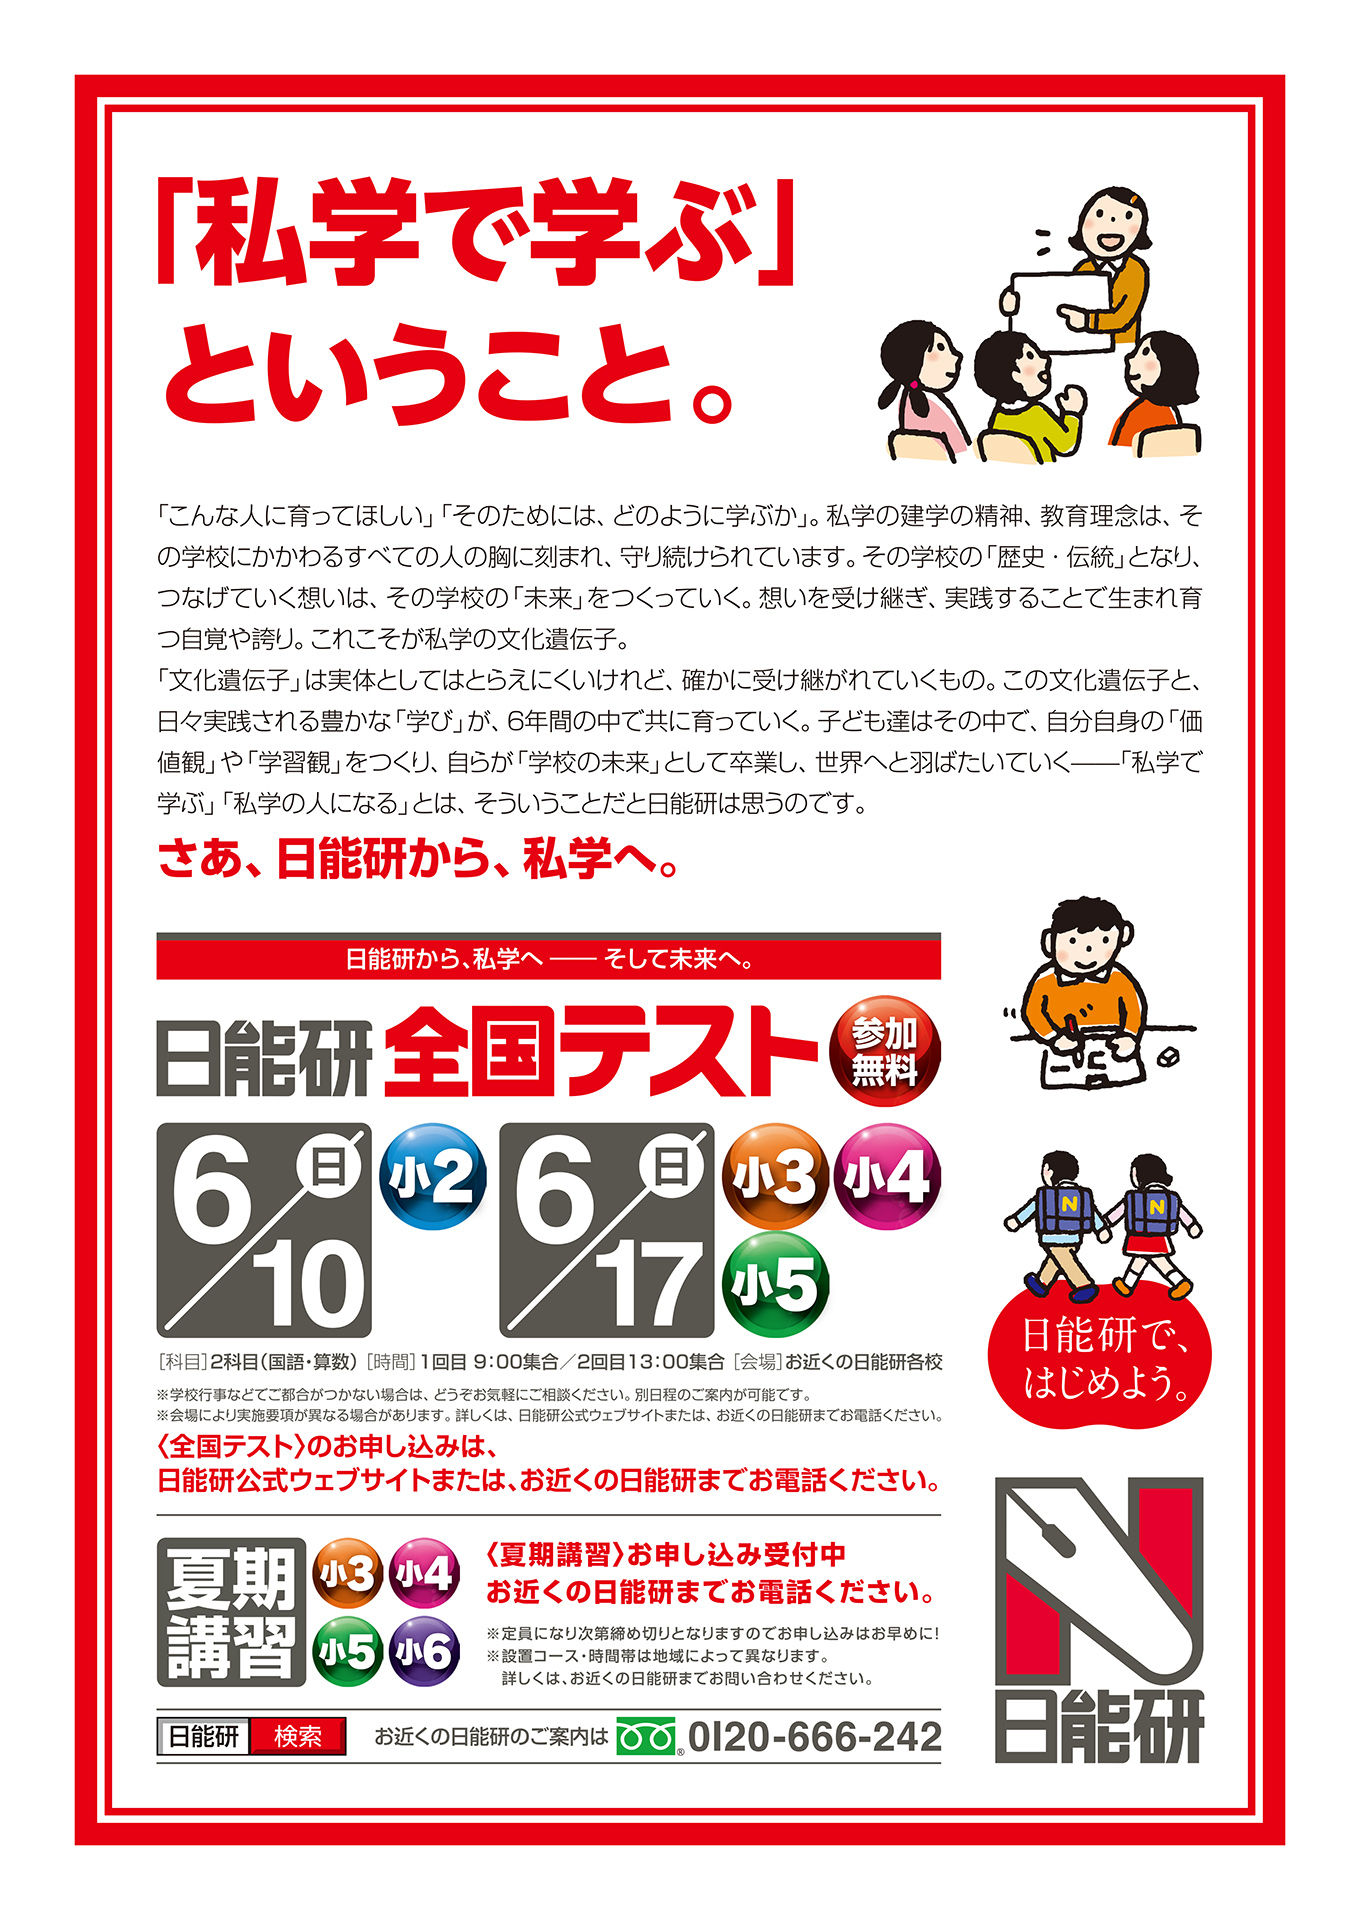 「私学で学ぶ」
ということ。
「こんな人に育ってほしい」「そのためには、どのように学ぶか」。私学の建学の精神、教育理念は、そ
の学校にかかわるすべての人の胸に刻まれ、守り続けられています。その学校の「歴史・伝統」となり、
つなげていく想いは、その学校の「未来」をつくっていく。想いを受け継ぎ、実践することで生まれ育
つ自覚や誇り。これこそが私学の文化遺伝子。
「文化遺伝子」は実体としてはとらえにくいけれど、確かに受け継がれていくもの。この文化遺伝子と、
日々実践される豊かな「学び」が、6年間の中で共に育っていく。子ども達はその中で、自分自身の「価
値観」や「学習観」をつくり、自らが「学校の未来」として卒業し、世界へと羽ばたいていく——「私学で
学ぶ」「私学の人になる」とは、そういうことだと日能研は思うのです。
さあ、日能研から、私学へ。
日能研から、私学へ —— そして未来へ。
日能研 全国テスト
参加
無料
6/10 日
小2
6/17 日
小3
小4
小5
[科目]2科目(国語・算数) [時間]1回目 9:00集合/2回目13:00集合 [会場]お近くの日能研各校
※学校行事などでご都合がつかない場合は、どうぞお気軽にご相談ください。別日程のご案内が可能です。
※会場により実施要項が異なる場合があります。詳しくは、日能研公式ウェブサイトまたは、お近くの日能研までお電話ください。
〈全国テスト〉のお申し込みは、
日能研公式ウェブサイトまたは、お近くの日能研までお電話ください。
N
N
日能研で、
はじめよう。
夏期
講習
小3
小4
小5
小6
〈夏期講習〉お申し込み受付中
お近くの日能研までお電話ください。
※定員になり次第締め切りとなりますのでお申し込みはお早めに!
※設置コース・時間帯は地域によって異なります。
詳しくは、お近くの日能研までお問い合わせください。
日能研 検索
お近くの日能研のご案内は ® 0120-666-242
日能研